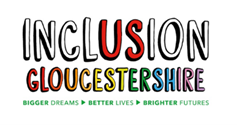 INCLUSION
GLOUCESTERSHIRE
BIGGER DREAMS ▶ BETTER LIVES ▶ BRIGHTER FUTURES